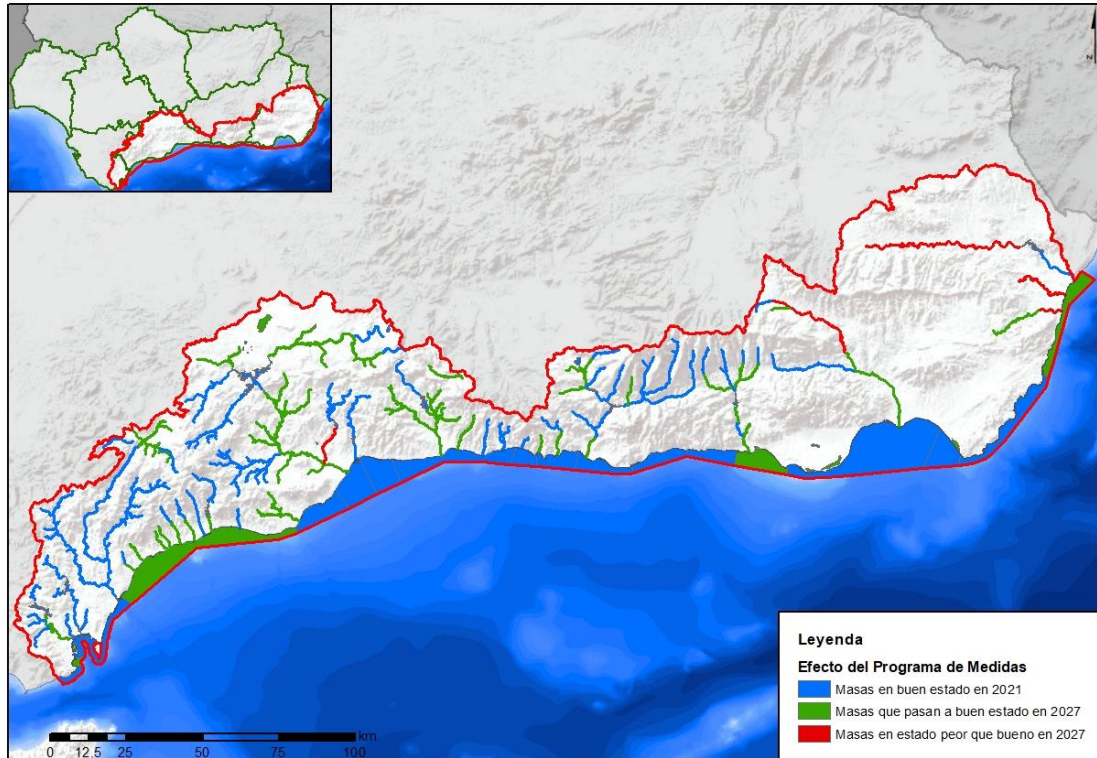 z
Leyenda
Efecto del Programa de Medidas
Masas en buen estado en 2021
Masas que pasan a buen estado en 2027
Masas en estado peor que bueno en 2027
km
0 12.5 25 50 75 100